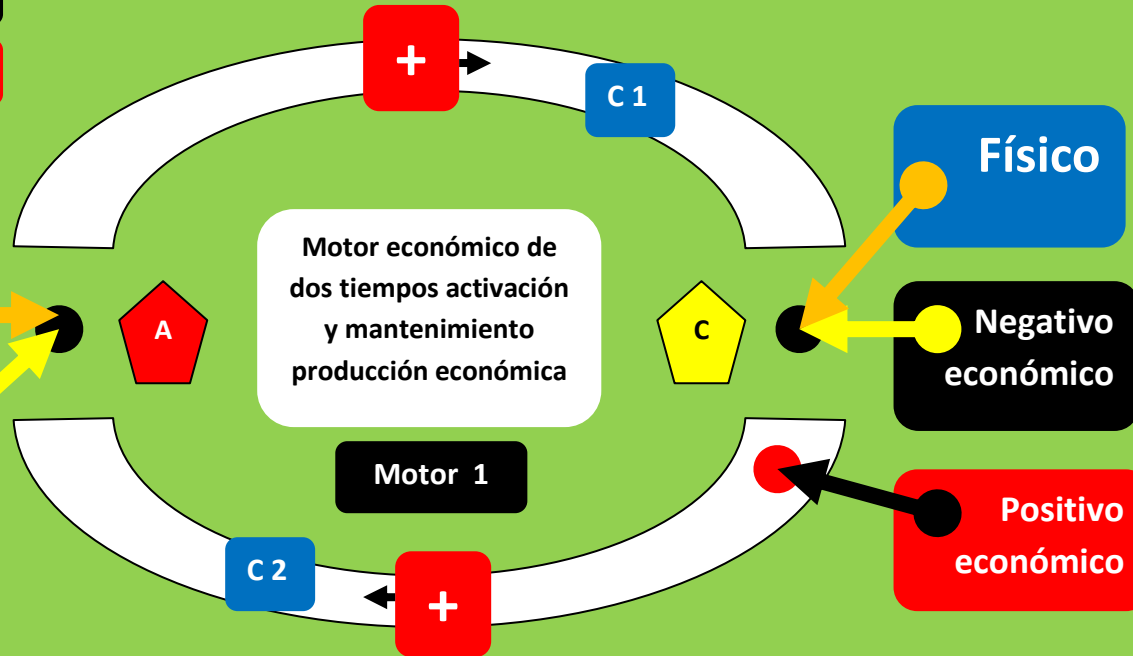 +
C 1
Físico
Motor económico de
dos tiempos activación
y mantenimiento
producción económica
A
C
Negativo
económico
Motor 1
Positivo
económico
C 2
+